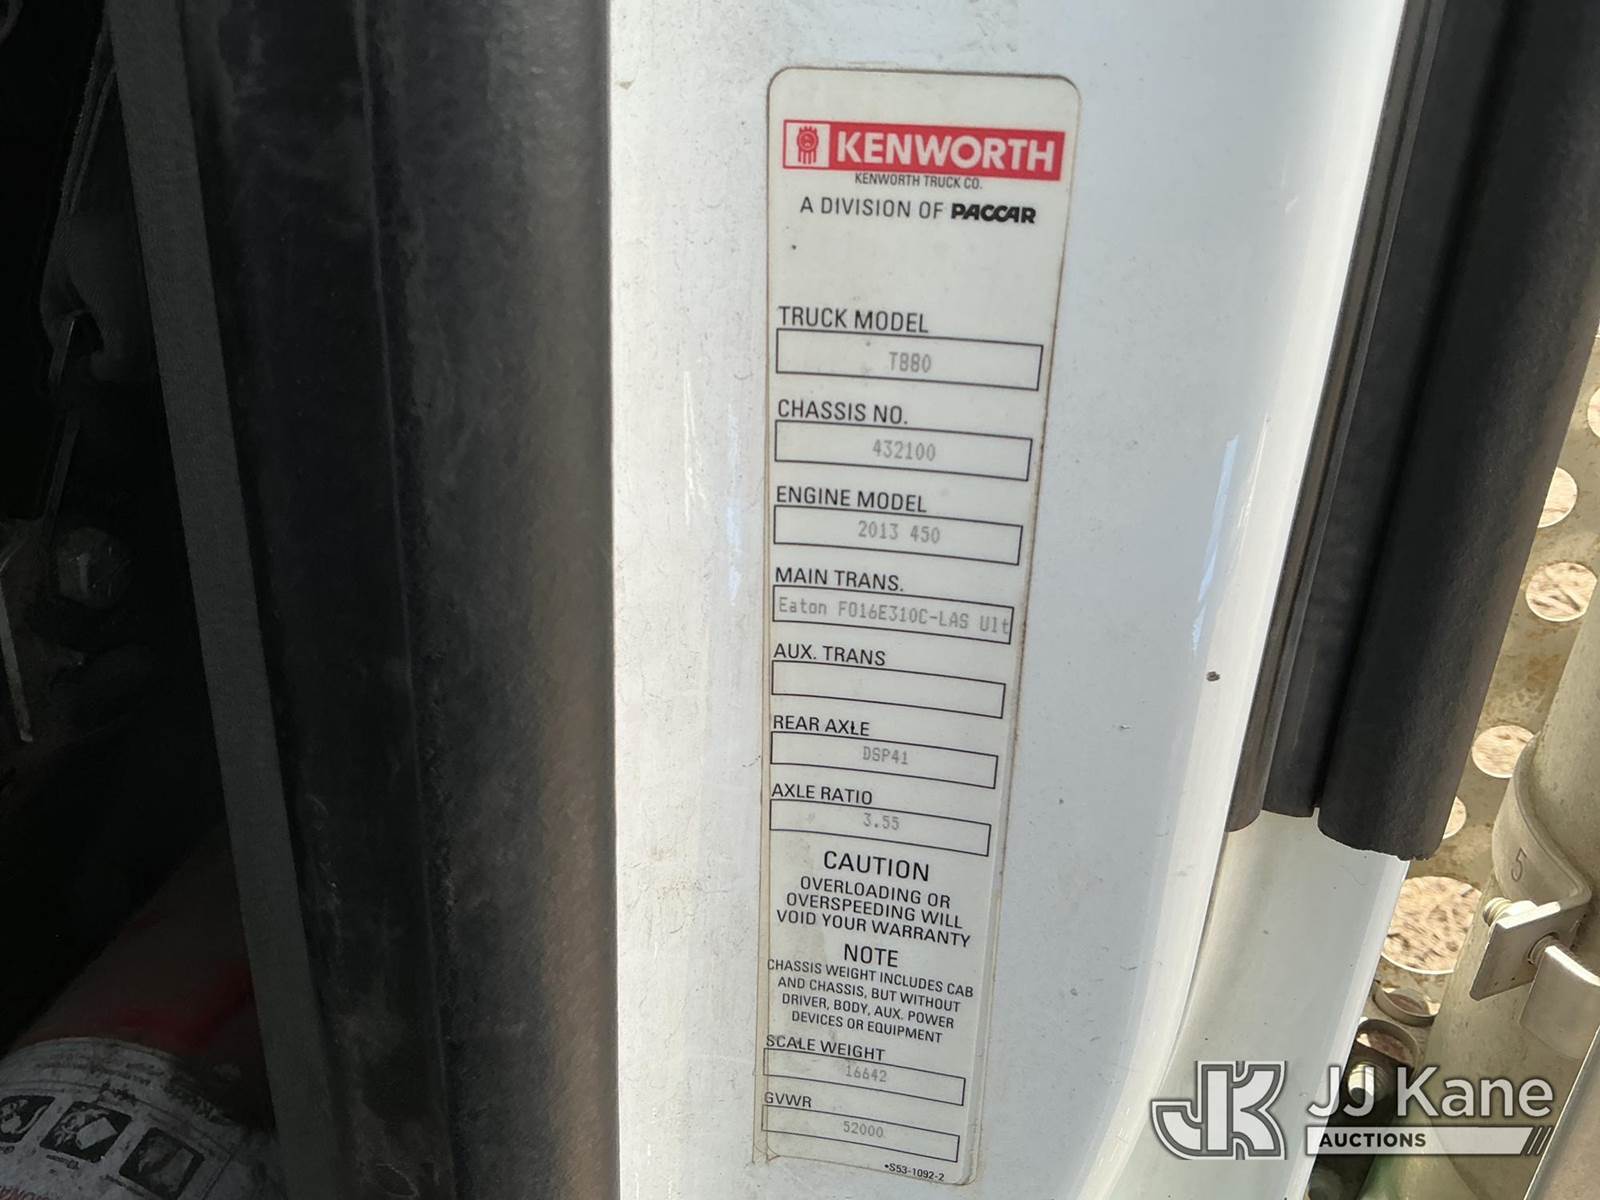 KENWORTH
KENWORTH TRUCK CO.
A DIVISION OF PACCAR
TRUCK MODEL
T880
CHASSIS NO.
432100
ENGINE MODEL
2013 450
MAIN TRANS.
Eaton FO16E310C-LAS Ult
AUX. TRANS
REAR AXLE
DSP41
AXLE RATIO
3.55
CAUTION
OVERLOADING OR
OVERSPEEDING WILL
VOID YOUR WARRANTY
NOTE
CHASSIS WEIGHT INCLUDES CAB
AND CHASSIS, BUT WITHOUT
DRIVER, BODY, AUX. POWER
DEVICES OR EQUIPMENT
SCALE WEIGHT
16642
GVWR
52000
•S53-1092-2
5
JK JJ Kane
AUCTIONS